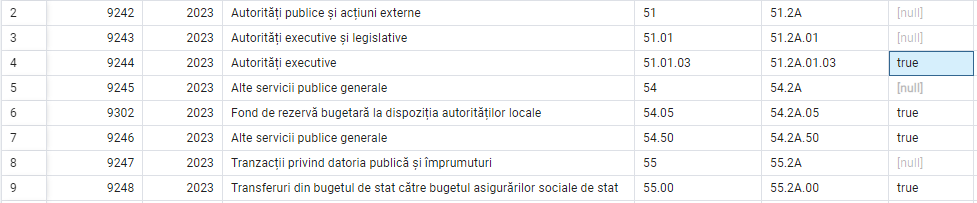 2 9242 2023 Autorități publice și acțiuni externe 51 51.2A [null]
3 9243 2023 Autorități executive și legislative 51.01 51.2A.01 [null]
4 9244 2023 Autorități executive 51.01.03 51.2A.01.03 true
5 9245 2023 Alte servicii publice generale 54 54.2A [null]
6 9302 2023 Fond de rezervă bugetară la dispoziția autorităților locale 54.05 54.2A.05 true
7 9246 2023 Alte servicii publice generale 54.50 54.2A.50 true
8 9247 2023 Tranzacții privind datoria publică și împrumuturi 55 55.2A [null]
9 9248 2023 Transferuri din bugetul de stat către bugetul asigurărilor sociale de stat 55.00 55.2A.00 true